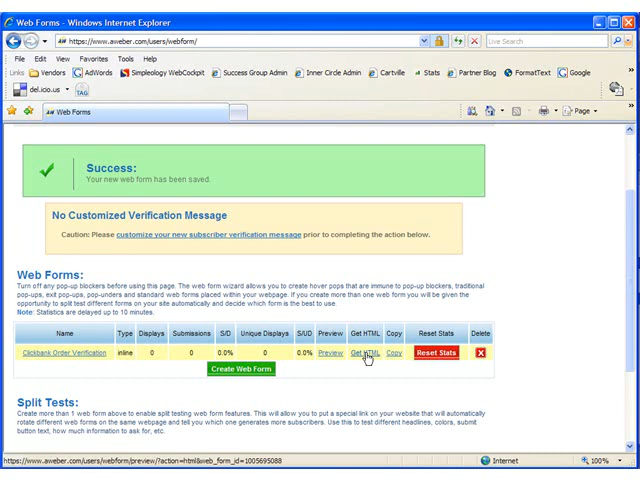 Web Forms - Windows Internet Explorer
https://www.aweber.com/users/webform/
Live Search
File Edit View Favorites Tools Help
Links Vendors AdWords Simpleology WebCockpit Success Group Admin Inner Circle Admin Cartville Stats Partner Blog FormatText Google
del.icio.us TAG
Web Forms
Page
Success:
Your new web form has been saved.
No Customized Verification Message
Caution: Please customize your new subscriber verification message prior to completing the action below.
Web Forms:
Turn off any pop-up blockers before using this page. The web form wizard allows you to create hover pops that are immune to pop-up blockers, traditional
pop-ups, exit pop-ups, pop-unders and standard web forms placed within your webpage. If you create more than one web form you will be given the
opportunity to split test different forms on your site automatically and decide which form is the best to use.
Note: Statistics are delayed up to 10 minutes.
Name Type Displays Submissions S/D Unique Displays S/UD Preview Get HTML Copy Reset Stats Delete
Clickbank Order Verification inline 0 0 0.0% 0 0.0% Preview Get HTML Copy Reset Stats X
Create Web Form
Split Tests:
Create more than 1 web form above to enable split testing web form features. This will allow you to put a special link on your website that will automatically
rotate different web forms on the same webpage and tell you which one generates more subscribers. Use this to test different headlines, colors, submit
button text, how much information to ask for, etc.
https://www.aweber.com/users/webform/preview/?action=html&web_form_id=1005695088
Internet
100%